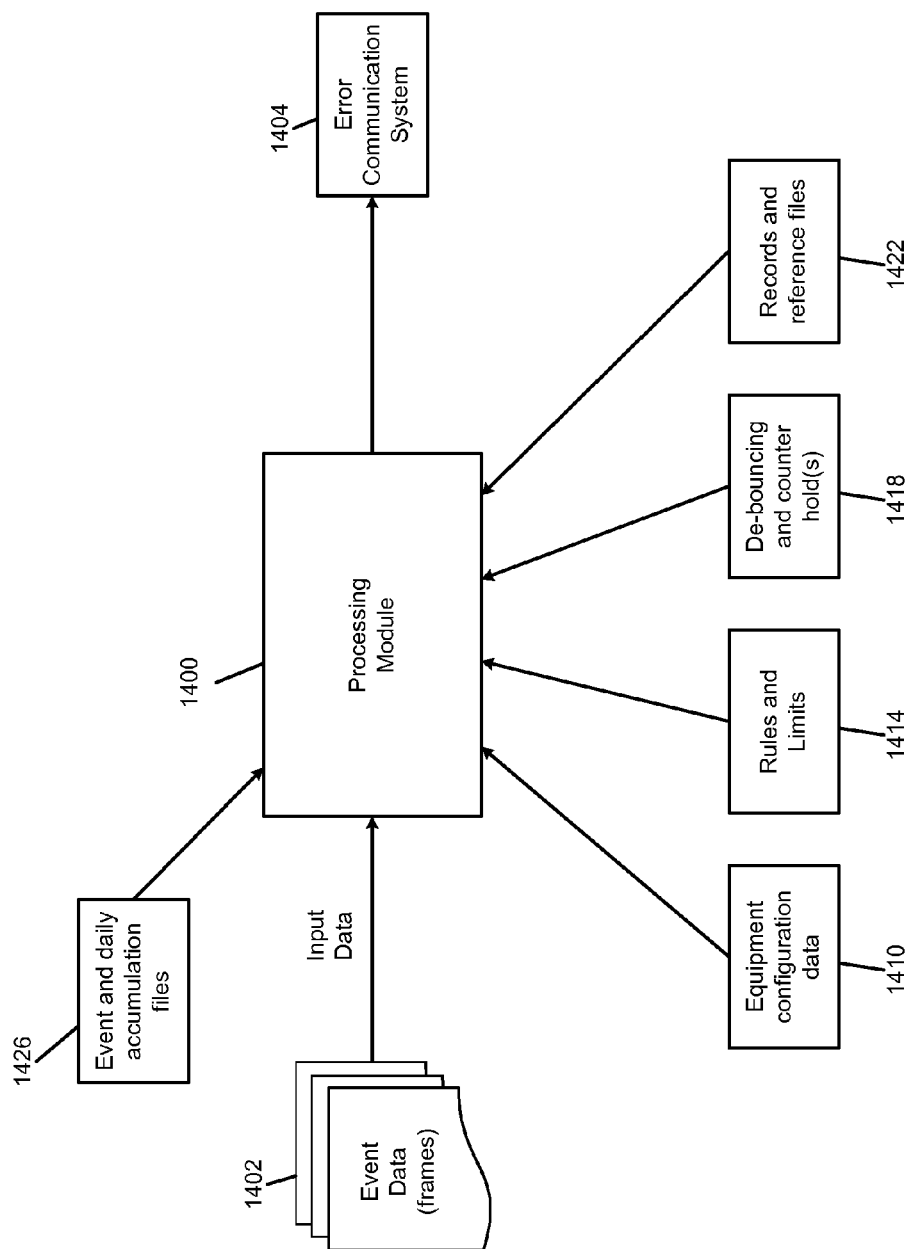 1426
Event and daily
accumulation
files
1402
Event
Data
(frames)
Input
Data
1400
Processing
Module
1404
Error
Communication
System
Equipment
configuration
data
1410
Rules and
Limits
1414
De-bouncing
and counter
hold(s)
1418
Records and
reference files
1422